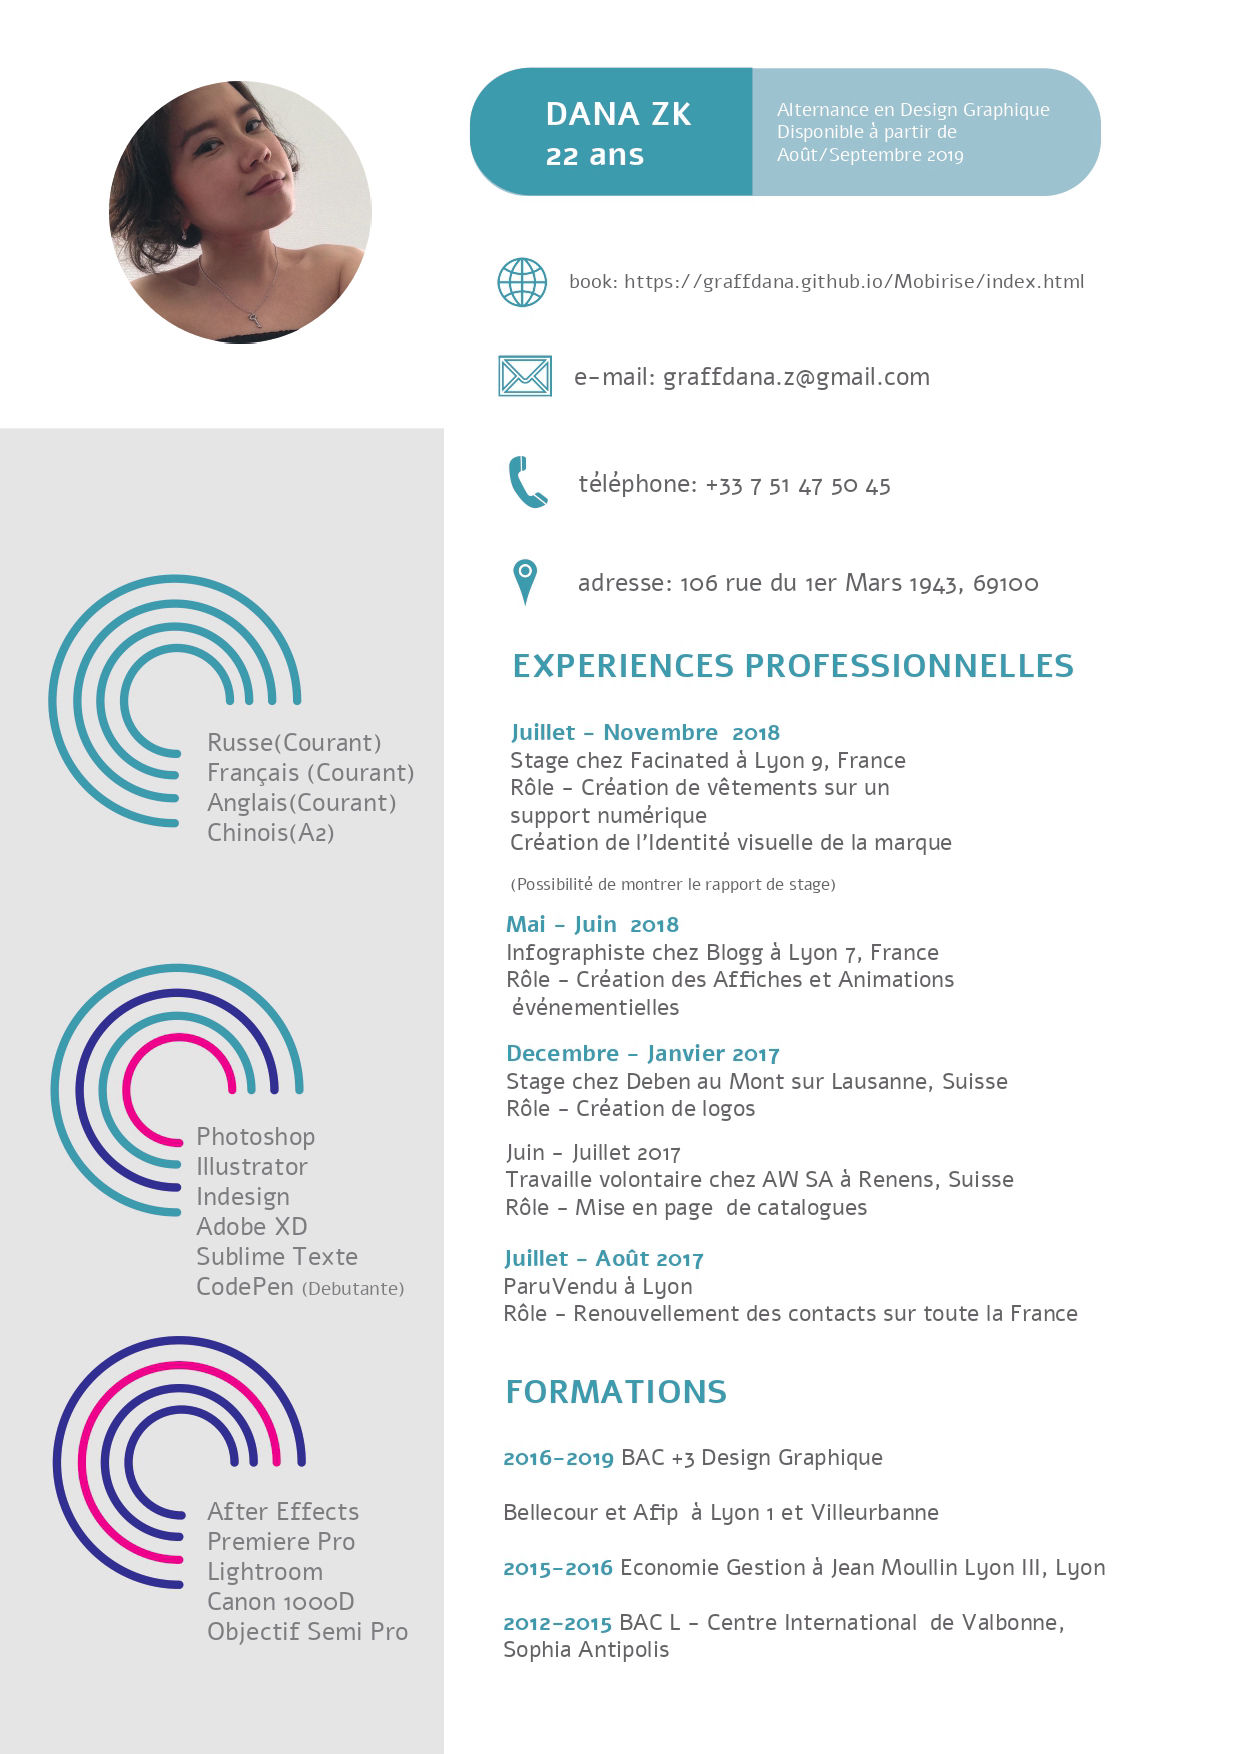 DANA ZK
22 ans
Alternance en Design Graphique
Disponible à partir de
Août/Septembre 2019
book: https://graffdana.github.io/Mobirise/index.html
e-mail: graffdana.z@gmail.com
téléphone: +33 7 51 47 50 45
adresse: 106 rue du 1er Mars 1943, 69100
Russe(Courant)
Français (Courant)
Anglais(Courant)
Chinois(A2)
Photoshop
Illustrator
Indesign
Adobe XD
Sublime Texte
CodePen (Debutante)
After Effects
Premiere Pro
Lightroom
Canon 1000D
Objectif Semi Pro
EXPERIENCES PROFESSIONNELLES
Juillet - Novembre 2018
Stage chez Facinated à Lyon 9, France
Rôle - Création de vêtements sur un
support numérique
Création de l'Identité visuelle de la marque
(Possibilité de montrer le rapport de stage)
Mai - Juin 2018
Infographiste chez Blogg à Lyon 7, France
Rôle - Création des Affiches et Animations
événementielles
Decembre - Janvier 2017
Stage chez Deben au Mont sur Lausanne, Suisse
Rôle - Création de logos
Juin - Juillet 2017
Travaille volontaire chez AW SA à Renens, Suisse
Rôle - Mise en page de catalogues
Juillet - Août 2017
ParuVendu à Lyon
Rôle - Renouvellement des contacts sur toute la France
FORMATIONS
2016-2019 BAC +3 Design Graphique
Bellecour et Afip à Lyon 1 et Villeurbanne
2015-2016 Economie Gestion à Jean Moullin Lyon III, Lyon
2012-2015 BAC L - Centre International de Valbonne,
Sophia Antipolis